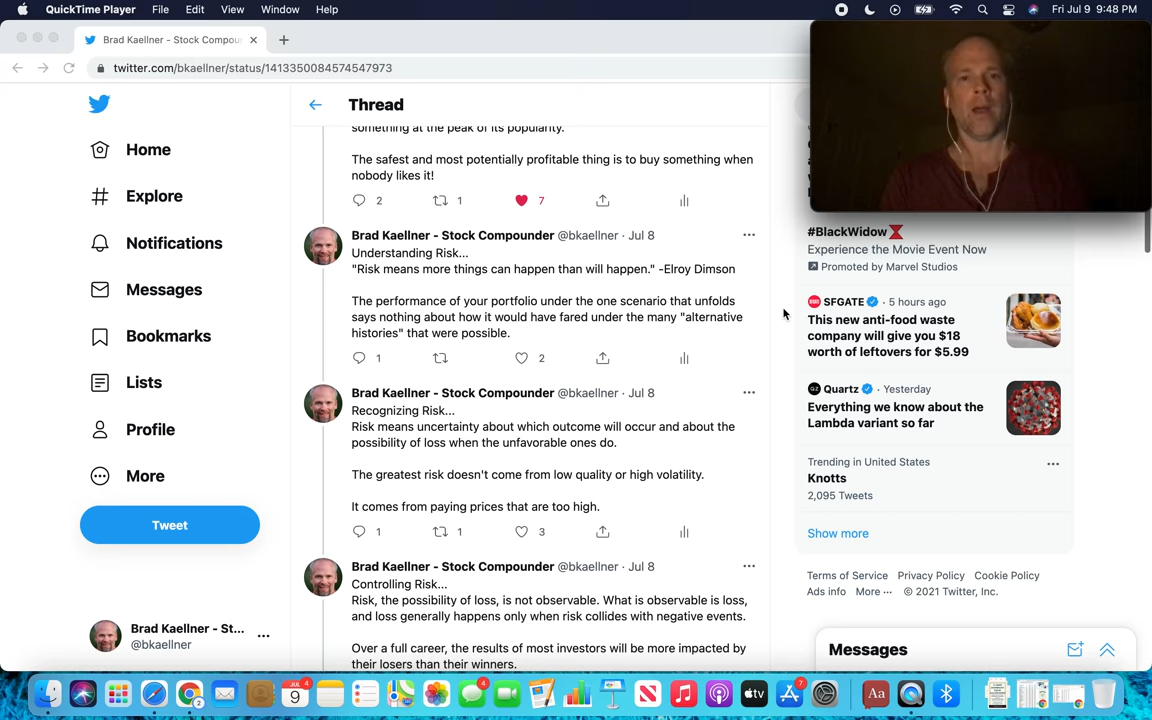 QuickTime Player File Edit View Window Help
Fri Jul 9 9:48 PM
Brad Kaellner - Stock Compou
twitter.com/bkaellner/status/1413350084574547973
Home
Explore
Notifications
Messages
Bookmarks
Lists
Profile
More
Tweet
Brad Kaellner - St...
@bkaellner
Thread
something at the peak of its popularity.
The safest and most potentially profitable thing is to buy something when
nobody likes it!
2 1 7
Brad Kaellner - Stock Compounder @bkaellner · Jul 8
Understanding Risk...
"Risk means more things can happen than will happen." -Elroy Dimson
The performance of your portfolio under the one scenario that unfolds
says nothing about how it would have fared under the many "alternative
histories" that were possible.
1 2
Brad Kaellner - Stock Compounder @bkaellner · Jul 8
Recognizing Risk...
Risk means uncertainty about which outcome will occur and about the
possibility of loss when the unfavorable ones do.
The greatest risk doesn't come from low quality or high volatility.
It comes from paying prices that are too high.
1 1 3
Brad Kaellner - Stock Compounder @bkaellner · Jul 8
Controlling Risk...
Risk, the possibility of loss, is not observable. What is observable is loss,
and loss generally happens only when risk collides with negative events.
Over a full career, the results of most investors will be more impacted by
their losers than their winners.
#BlackWidow
Experience the Movie Event Now
Promoted by Marvel Studios
SFGATE · 5 hours ago
This new anti-food waste
company will give you $18
worth of leftovers for $5.99
Quartz · Yesterday
Everything we know about the
Lambda variant so far
Trending in United States
Knotts
2,095 Tweets
Show more
Terms of Service Privacy Policy Cookie Policy
Ads info More ··· © 2021 Twitter, Inc.
Messages
JUL
9
4
2
4
7
Aa